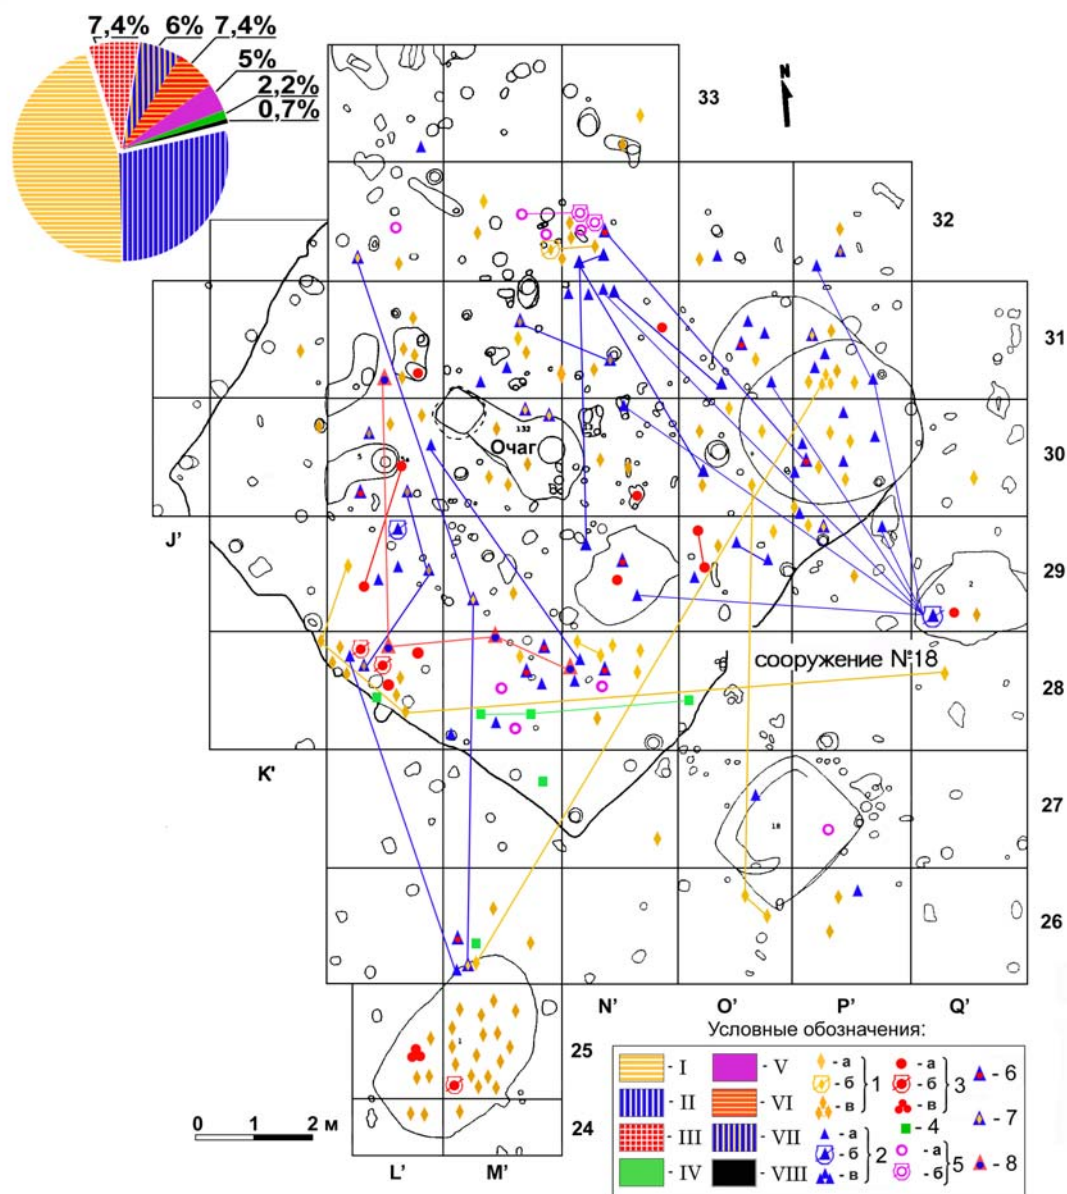 7,4%
6%
7,4%
5%
2,2%
0,7%
N
33
32
31
132
Очаг
5
30
J’
29
2
сооружение №18
28
K’
27
18
26
N’
O’
P’
Q’
1
25
24
0 1 2 м
L’
M’
Условные обозначения:
- I
- II
- III
- IV
- V
- VI
- VII
- VIII
- а
- б
- в
1
- а
- б
- в
2
- а
- б
- в
3
- 4
- а
- б
5
- 6
- 7
- 8